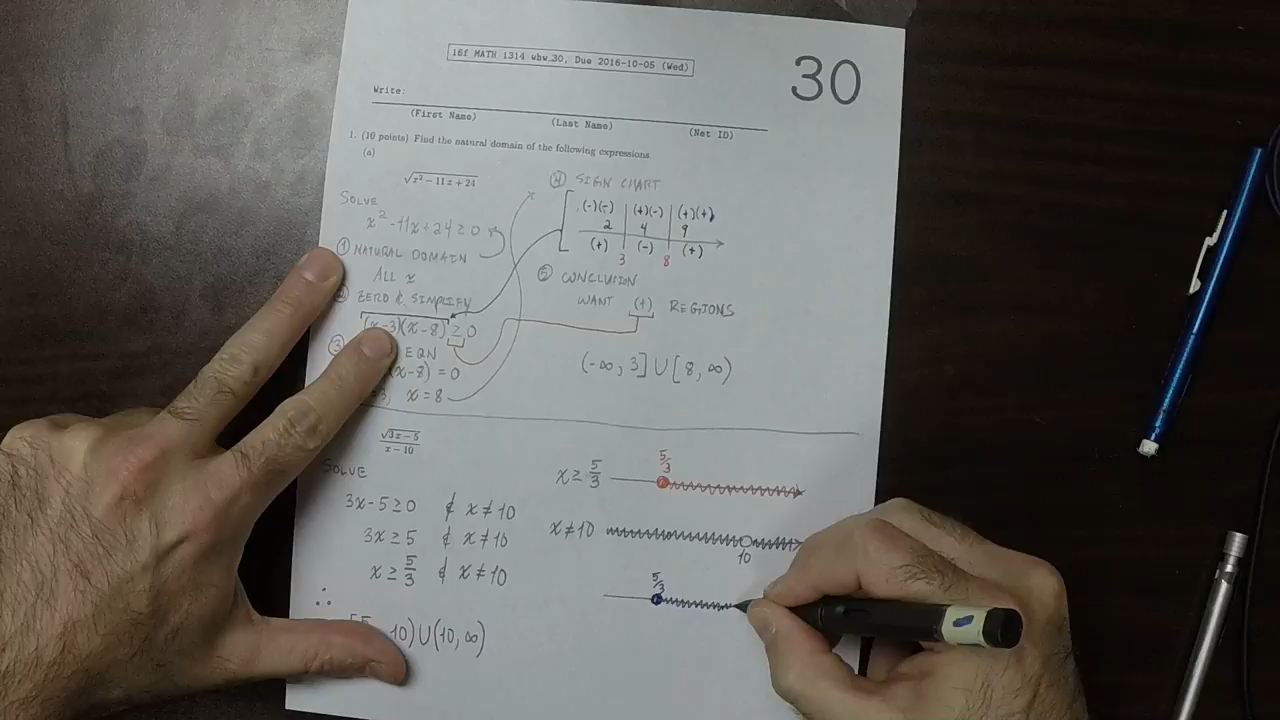 16f MATH 1314 wbw_30, Due 2016-10-05 (Wed)
30
Write:
(First Name) (Last Name) (Net ID)
1. (10 points) Find the natural domain of the following expressions.
(a)
√x² − 11x + 24
SOLVE
x² - 11x + 24 ≥ 0
① NATURAL DOMAIN
ALL x
ZERO & SIMPLIFY
(x-3)(x-8) ≥ 0
③ EQN
(x-8) = 0
=3, x = 8
④ SIGN CHART
(-)(-) (+)(-) (+)(+)
2 4 9
(+) (-) (+)
3 8
⑤ CONCLUSION
WANT (+) REGIONS
(-∞, 3] ∪ [8, ∞)
√3x − 5
x − 10
SOLVE
3x - 5 ≥ 0 & x ≠ 10
3x ≥ 5 & x ≠ 10
x ≥ 5/3 & x ≠ 10
∴
10) ∪ (10, ∞)
x ≥ 5/3 5/3
x ≠ 10 10
5/3